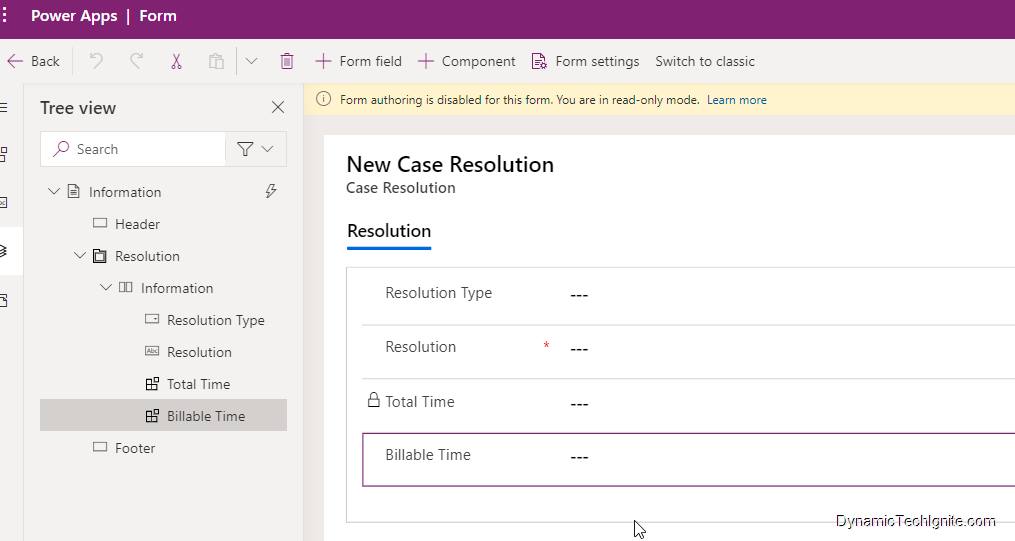 Power Apps | Form
Back
Form field
Component
Form settings
Switch to classic
Tree view
Form authoring is disabled for this form. You are in read-only mode. Learn more
Search
New Case Resolution
Case Resolution
Information
Header
Resolution
Resolution
Information
Resolution Type
Resolution
Abc
Total Time
Billable Time
Footer
Resolution Type
---
Resolution
*
---
Total Time
---
Billable Time
---
DynamicTechIgnite.com